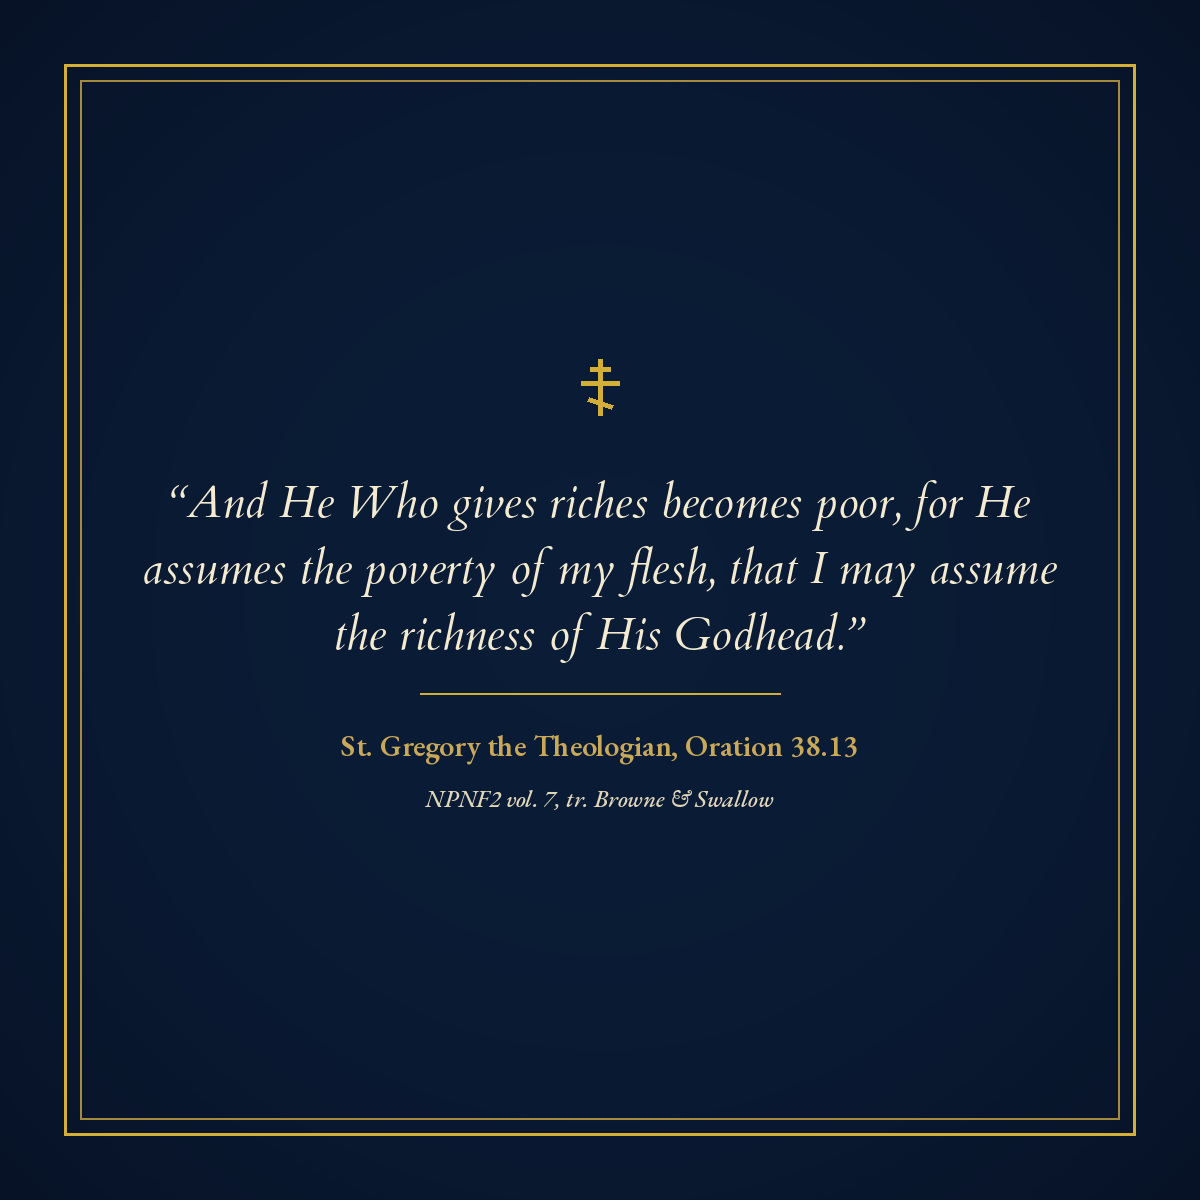 “And He Who gives riches becomes poor, for He
assumes the poverty of my flesh, that I may assume
the richness of His Godhead.”
St. Gregory the Theologian, Oration 38.13
NPNF2 vol. 7, tr. Browne & Swallow